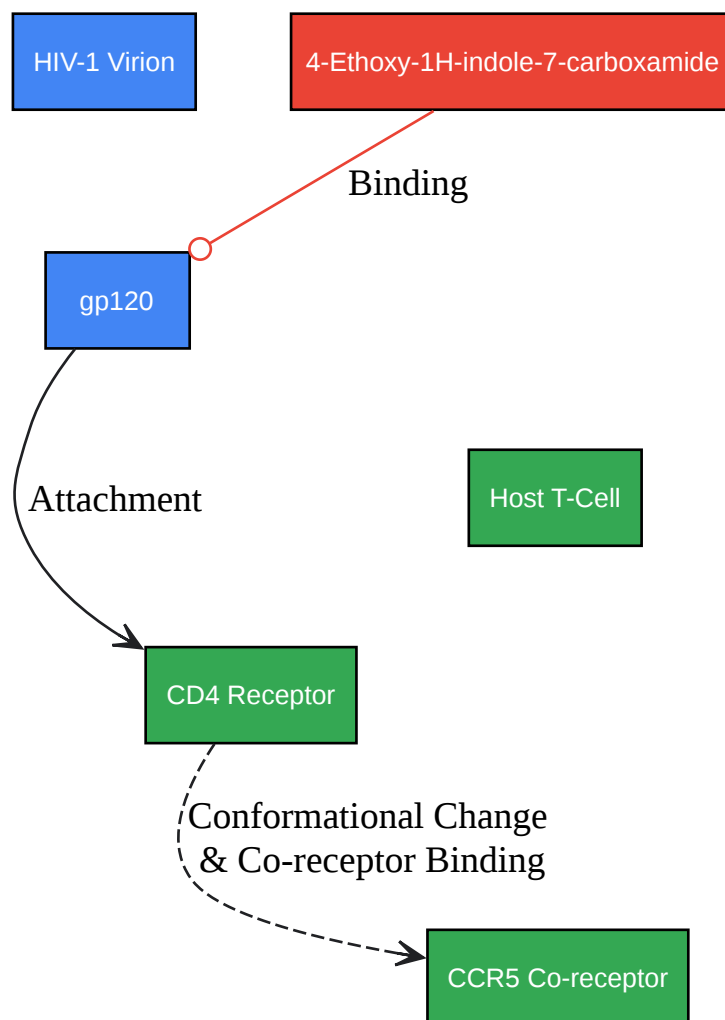 HIV-1 Virion
4-Ethoxy-1H-indole-7-carboxamide
Binding
gp120
Host T-Cell
Attachment
CD4 Receptor
Conformational Change
& Co-receptor Binding
CCR5 Co-receptor